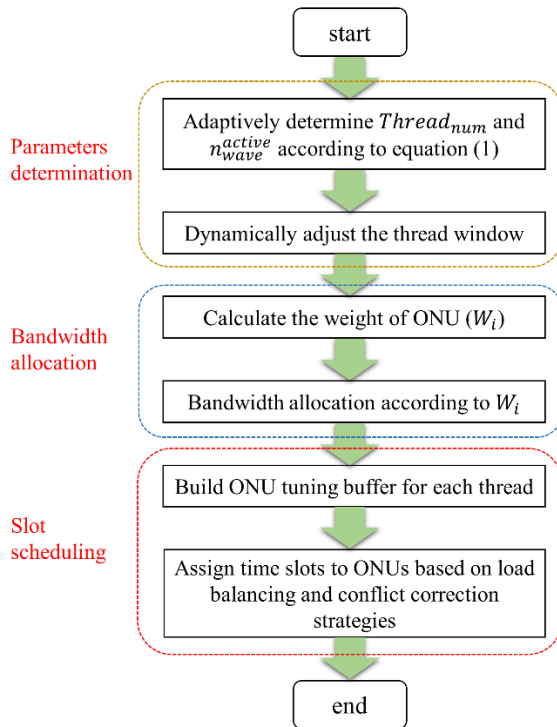 start
Parameters
determination
Adaptively determine Thread_num and
n_wave^active according to equation (1)
Dynamically adjust the thread window
Bandwidth
allocation
Calculate the weight of ONU (W_i)
Bandwidth allocation according to W_i
Slot
scheduling
Build ONU tuning buffer for each thread
Assign time slots to ONUs based on load
balancing and conflict correction
strategies
end